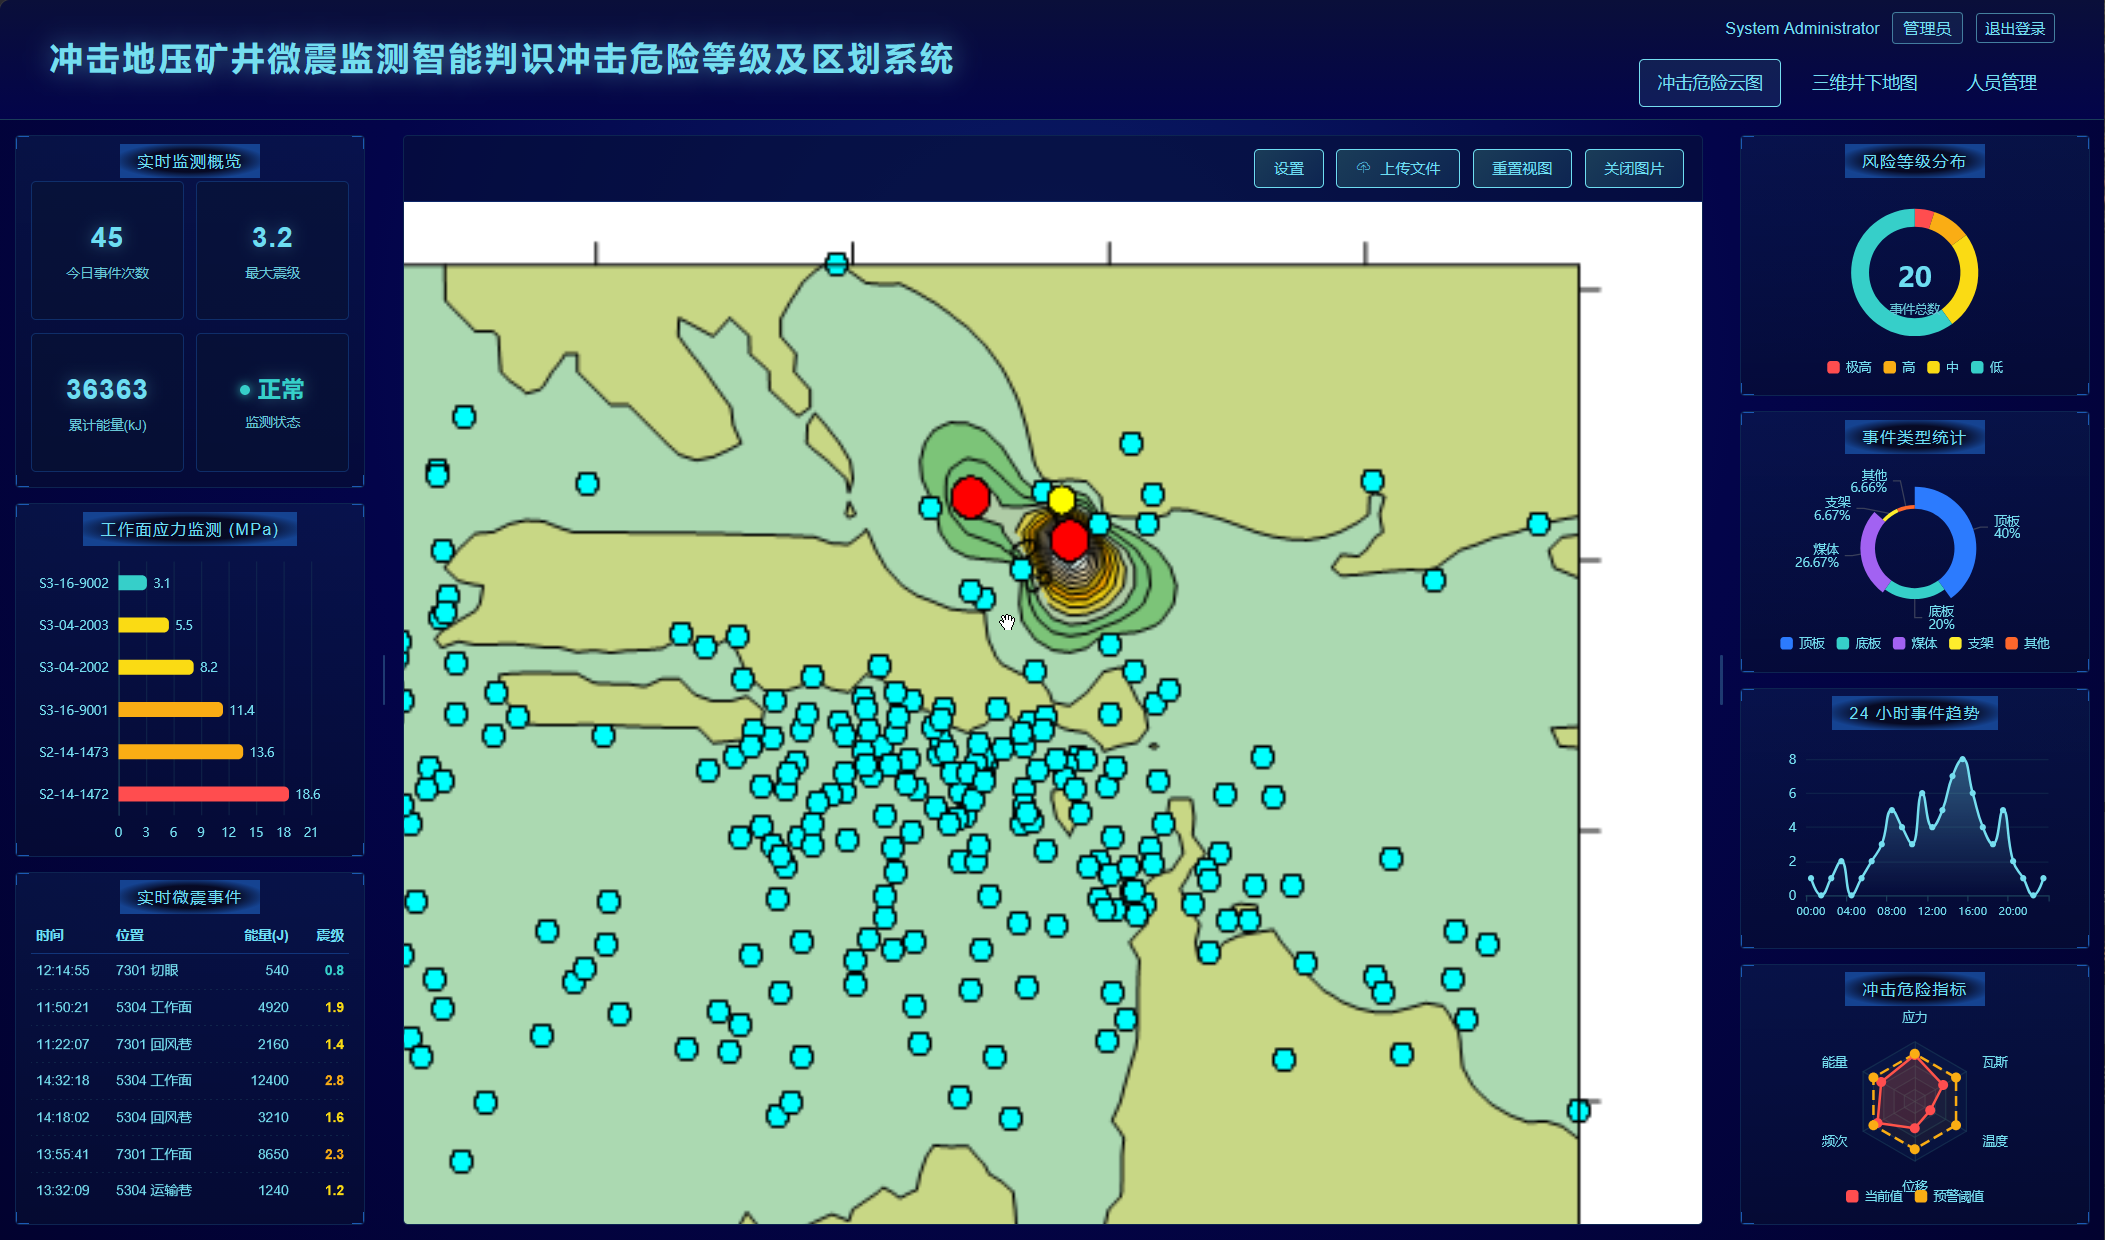 冲击地压矿井微震监测智能判识冲击危险等级及区划系统
System Administrator 管理员 退出登录
冲击危险云图 三维井下地图 人员管理
实时监测概览
45
今日事件次数
3.2
最大震级
36363
累计能量(kJ)
正常
监测状态
工作面应力监测 (MPa)
S3-16-9002 3.1
S3-04-2003 5.5
S3-04-2002 8.2
S3-16-9001 11.4
S2-14-1473 13.6
S2-14-1472 18.6
0 3 6 9 12 15 18 21
实时微震事件
时间 位置 能量(J) 震级
12:14:55 7301 切眼 540 0.8
11:50:21 5304 工作面 4920 1.9
11:22:07 7301 回风巷 2160 1.4
14:32:18 5304 工作面 12400 2.8
14:18:02 5304 回风巷 3210 1.6
13:55:41 7301 工作面 8650 2.3
13:32:09 5304 运输巷 1240 1.2
设置 上传文件 重置视图 关闭图片
风险等级分布
20
事件总数
极高 高 中 低
事件类型统计
其他
6.66%
支架
6.67%
煤体
26.67%
顶板
40%
底板
20%
顶板 底板 煤体 支架 其他
24 小时事件趋势
8
6
4
2
0
00:00 04:00 08:00 12:00 16:00 20:00
冲击危险指标
应力
能量 瓦斯
频次 温度
位移
当前值 预警阈值